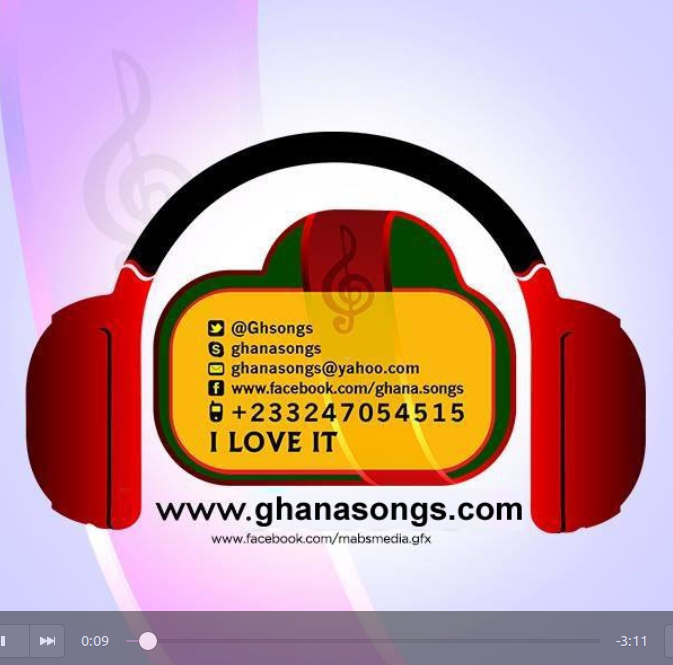 @Ghsongs
ghanasongs
ghanasongs@yahoo.com
www.facebook.com/ghana.songs
+233247054515
I LOVE IT
www.ghanasongs.com
www.facebook.com/mabsmedia.gfx
0:09 -3:11